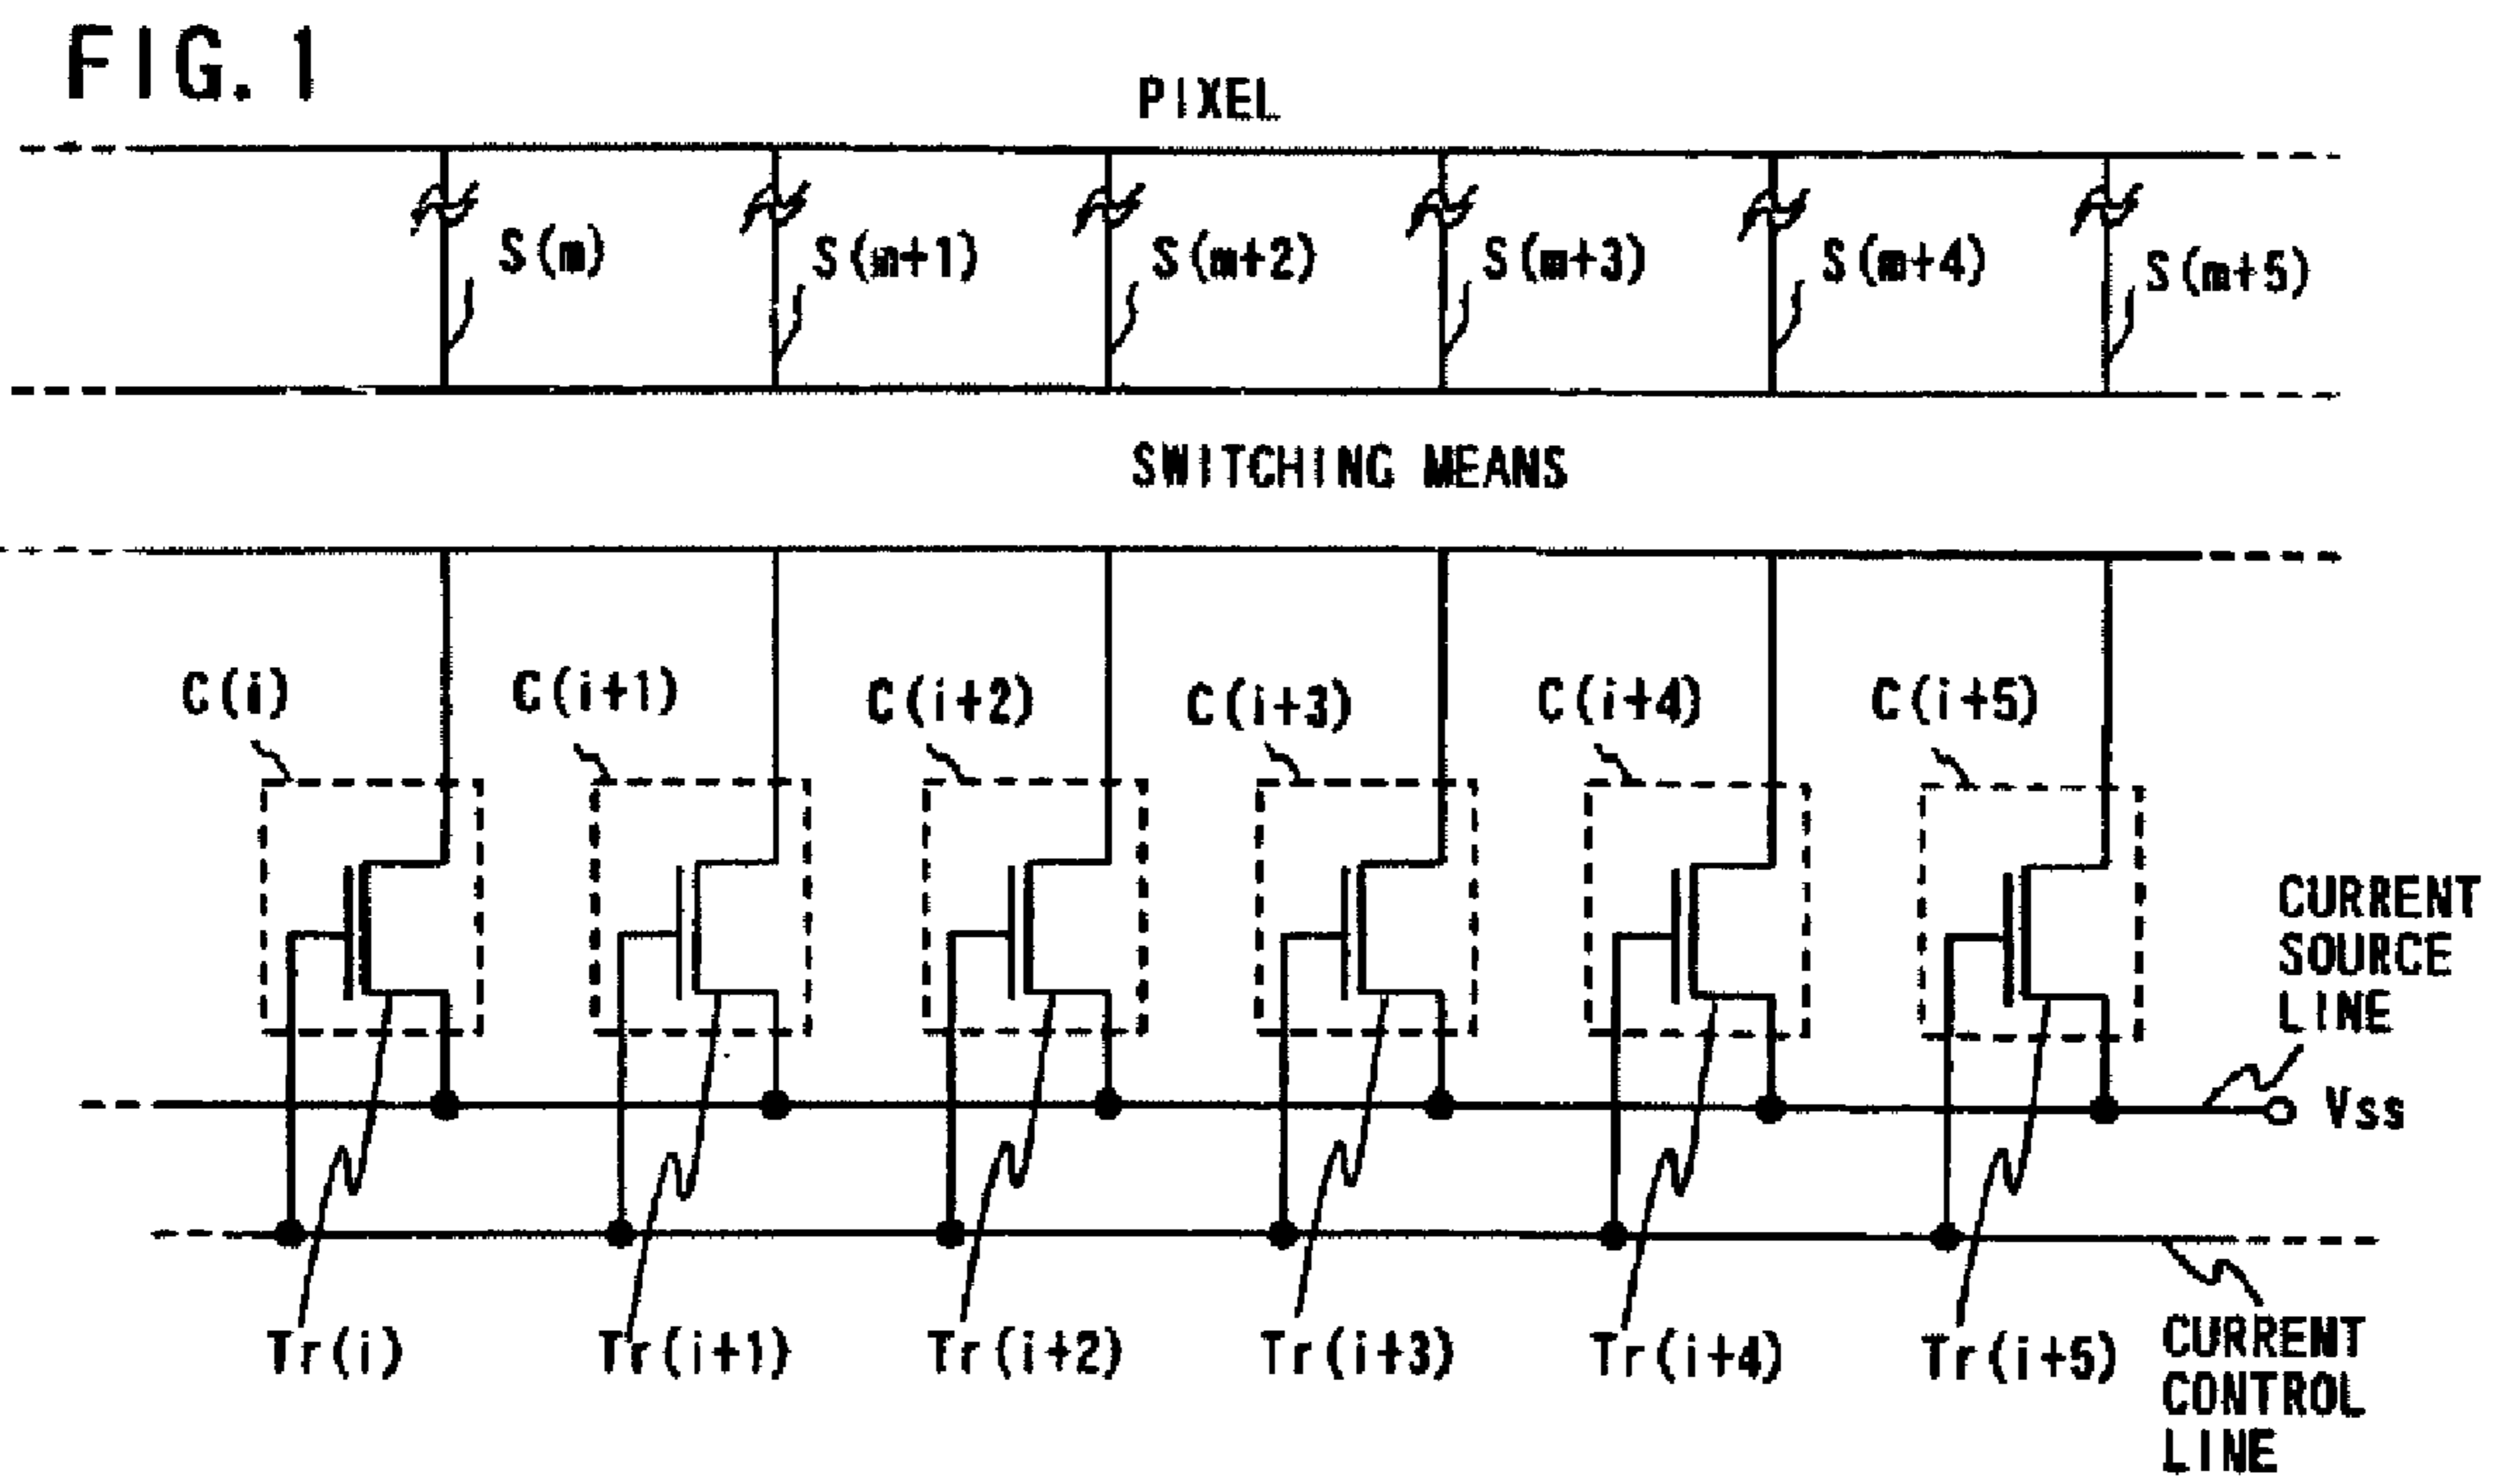 FIG. 1
PIXEL
S(m)
S(m+1)
S(m+2)
S(m+3)
S(m+4)
S(m+5)
SWITCHING MEANS
C(i)
C(i+1)
C(i+2)
C(i+3)
C(i+4)
C(i+5)
CURRENT
SOURCE
LINE
Vss
Tr(i)
Tr(i+1)
Tr(i+2)
Tr(i+3)
Tr(i+4)
Tr(i+5)
CURRENT
CONTROL
LINE